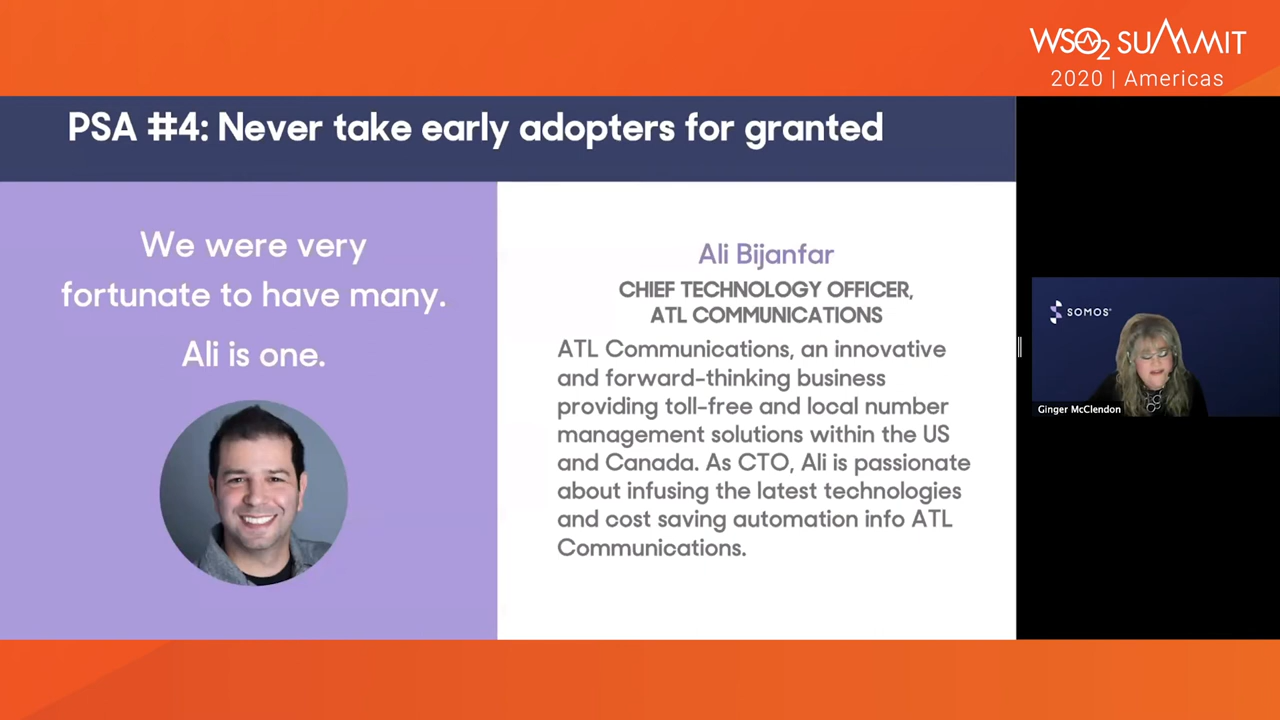 WSO2 SUMMIT
2020 | Americas
PSA #4: Never take early adopters for granted
We were very
fortunate to have many.
Ali is one.
Ali Bijanfar
CHIEF TECHNOLOGY OFFICER,
ATL COMMUNICATIONS
ATL Communications, an innovative
and forward-thinking business
providing toll-free and local number
management solutions within the US
and Canada. As CTO, Ali is passionate
about infusing the latest technologies
and cost saving automation info ATL
Communications.
SOMOS
Ginger McClendon